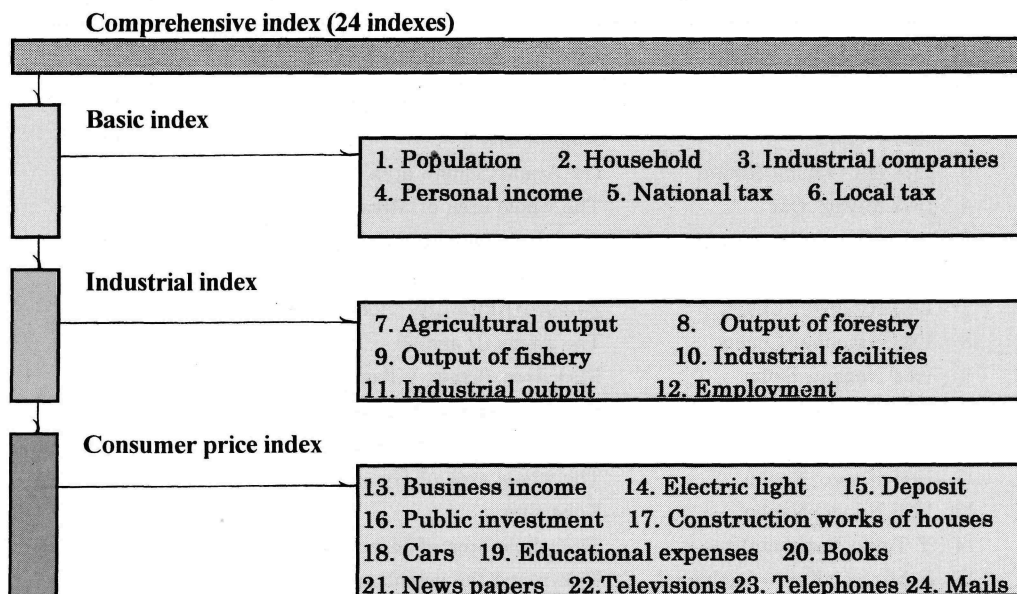 Comprehensive index (24 indexes)
Basic index
1. Population 2. Household 3. Industrial companies
4. Personal income 5. National tax 6. Local tax
Industrial index
7. Agricultural output 8. Output of forestry
9. Output of fishery 10. Industrial facilities
11. Industrial output 12. Employment
Consumer price index
13. Business income 14. Electric light 15. Deposit
16. Public investment 17. Construction works of houses
18. Cars 19. Educational expenses 20. Books
21. News papers 22.Televisions 23. Telephones 24. Mails